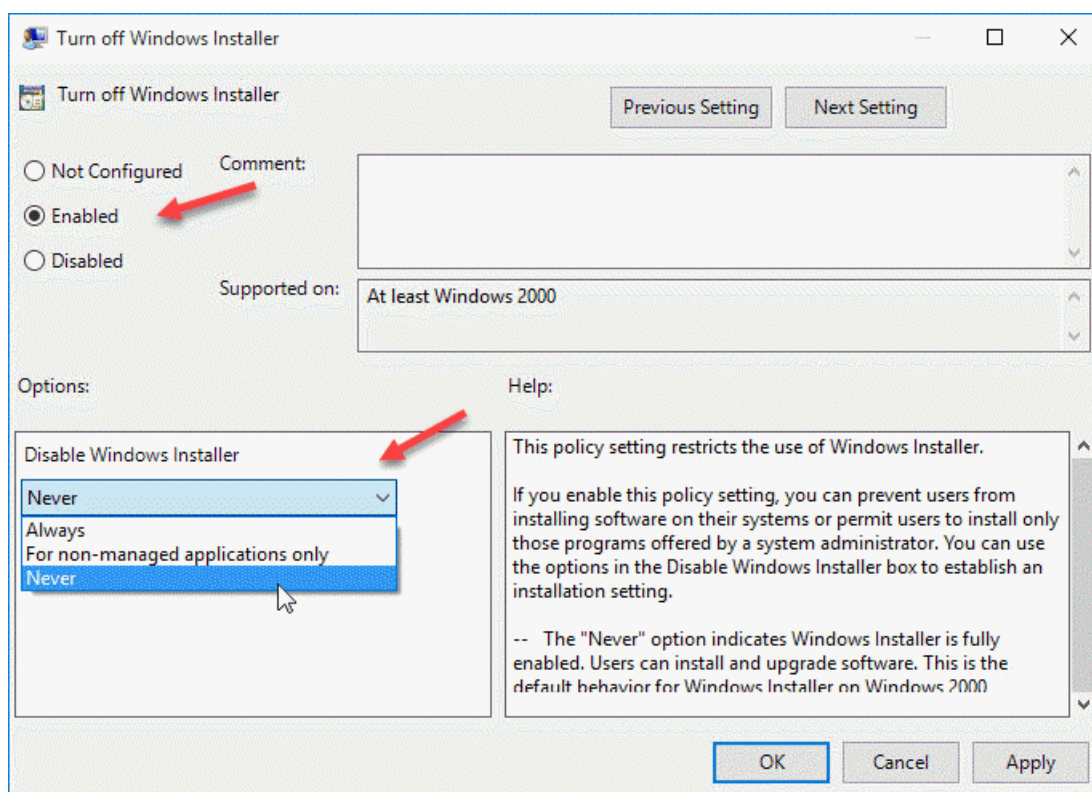 Turn off Windows Installer
Turn off Windows Installer
Previous Setting
Next Setting
Not Configured
Comment:
Enabled
Disabled
Supported on:
At least Windows 2000
Options:
Help:
Disable Windows Installer
Never
Always
For non-managed applications only
Never
This policy setting restricts the use of Windows Installer.
If you enable this policy setting, you can prevent users from
installing software on their systems or permit users to install only
those programs offered by a system administrator. You can use
the options in the Disable Windows Installer box to establish an
installation setting.
-- The "Never" option indicates Windows Installer is fully
enabled. Users can install and upgrade software. This is the
default behavior for Windows Installer on Windows 2000
OK
Cancel
Apply